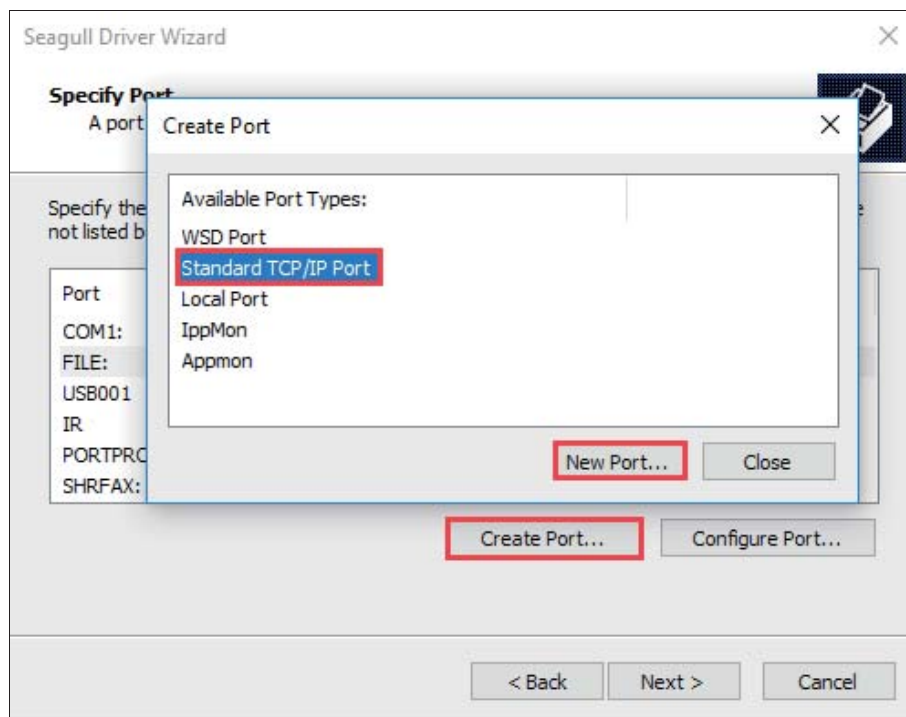 Seagull Driver Wizard
Specify Port
A port
Create Port
Available Port Types:
WSD Port
Standard TCP/IP Port
Local Port
IppMon
Appmon
New Port...
Close
Specify the
not listed b
Port
COM1:
FILE:
USB001
IR
PORTPRO
SHRFAX:
Create Port...
Configure Port...
< Back
Next >
Cancel